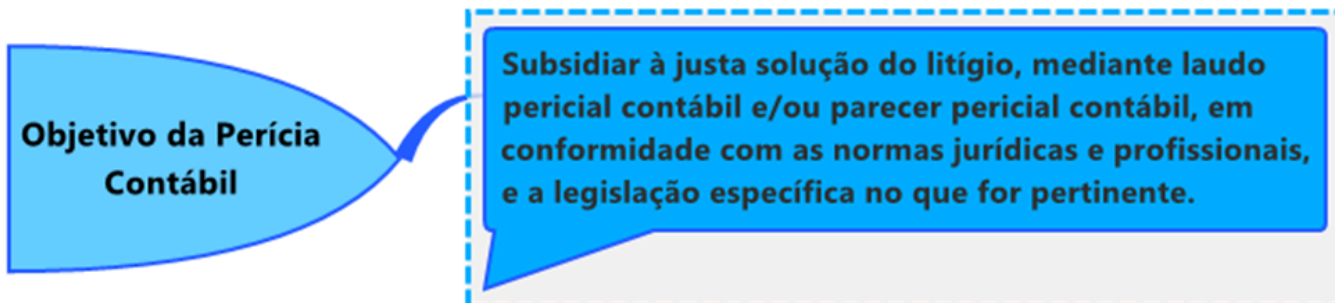 Objetivo da Perícia
Contábil
Subsidiar à justa solução do litígio, mediante laudo
pericial contábil e/ou parecer pericial contábil, em
conformidade com as normas jurídicas e profissionais,
e a legislação específica no que for pertinente.